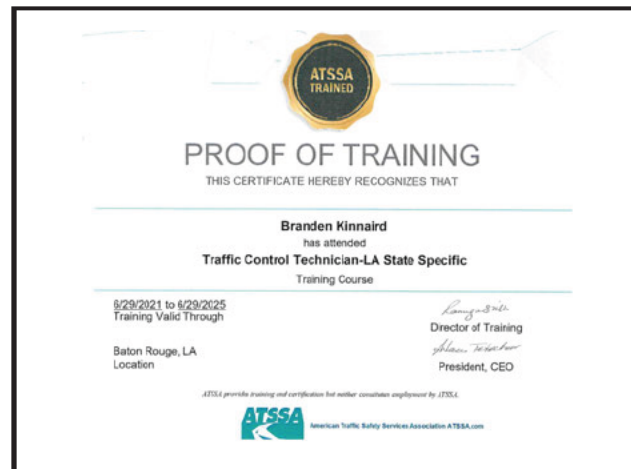 ATSSA
TRAINED
PROOF OF TRAINING
THIS CERTIFICATE HEREBY RECOGNIZES THAT
Branden Kinnaird
has attended
Traffic Control Technician-LA State Specific
Training Course
6/29/2021 to 6/29/2025
Training Valid Through
Director of Training
Baton Rouge, LA
Location
President, CEO
ATSSA provides training and certification but neither constitutes employment by ATSSA.
ATSSA
American Traffic Safety Services Association ATSSA.com